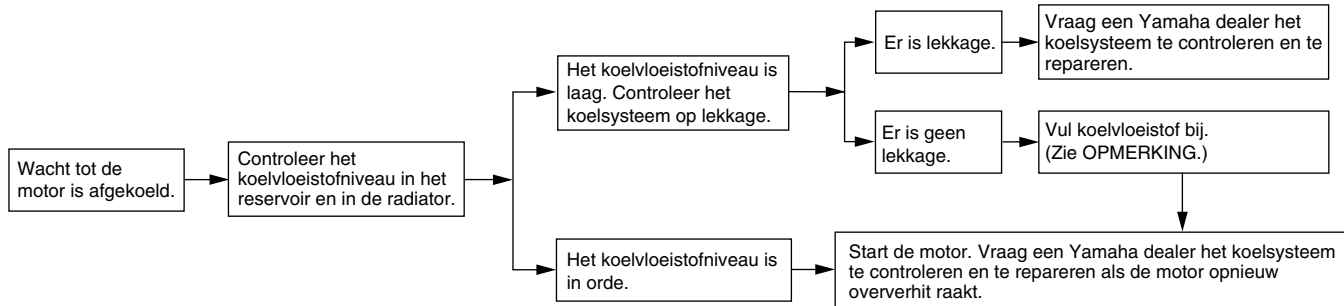 Wacht tot de
motor is afgekoeld.
Controleer het
koelvloeistofniveau in het
reservoir en in de radiator.
Het koelvloeistofniveau is
laag. Controleer het
koelsysteem op lekkage.
Er is lekkage.
Vraag een Yamaha dealer het
koelsysteem te controleren en te
repareren.
Er is geen
lekkage.
Vul koelvloeistof bij.
(Zie OPMERKING.)
Het koelvloeistofniveau is
in orde.
Start de motor. Vraag een Yamaha dealer het koelsysteem
te controleren en te repareren als de motor opnieuw
oververhit raakt.